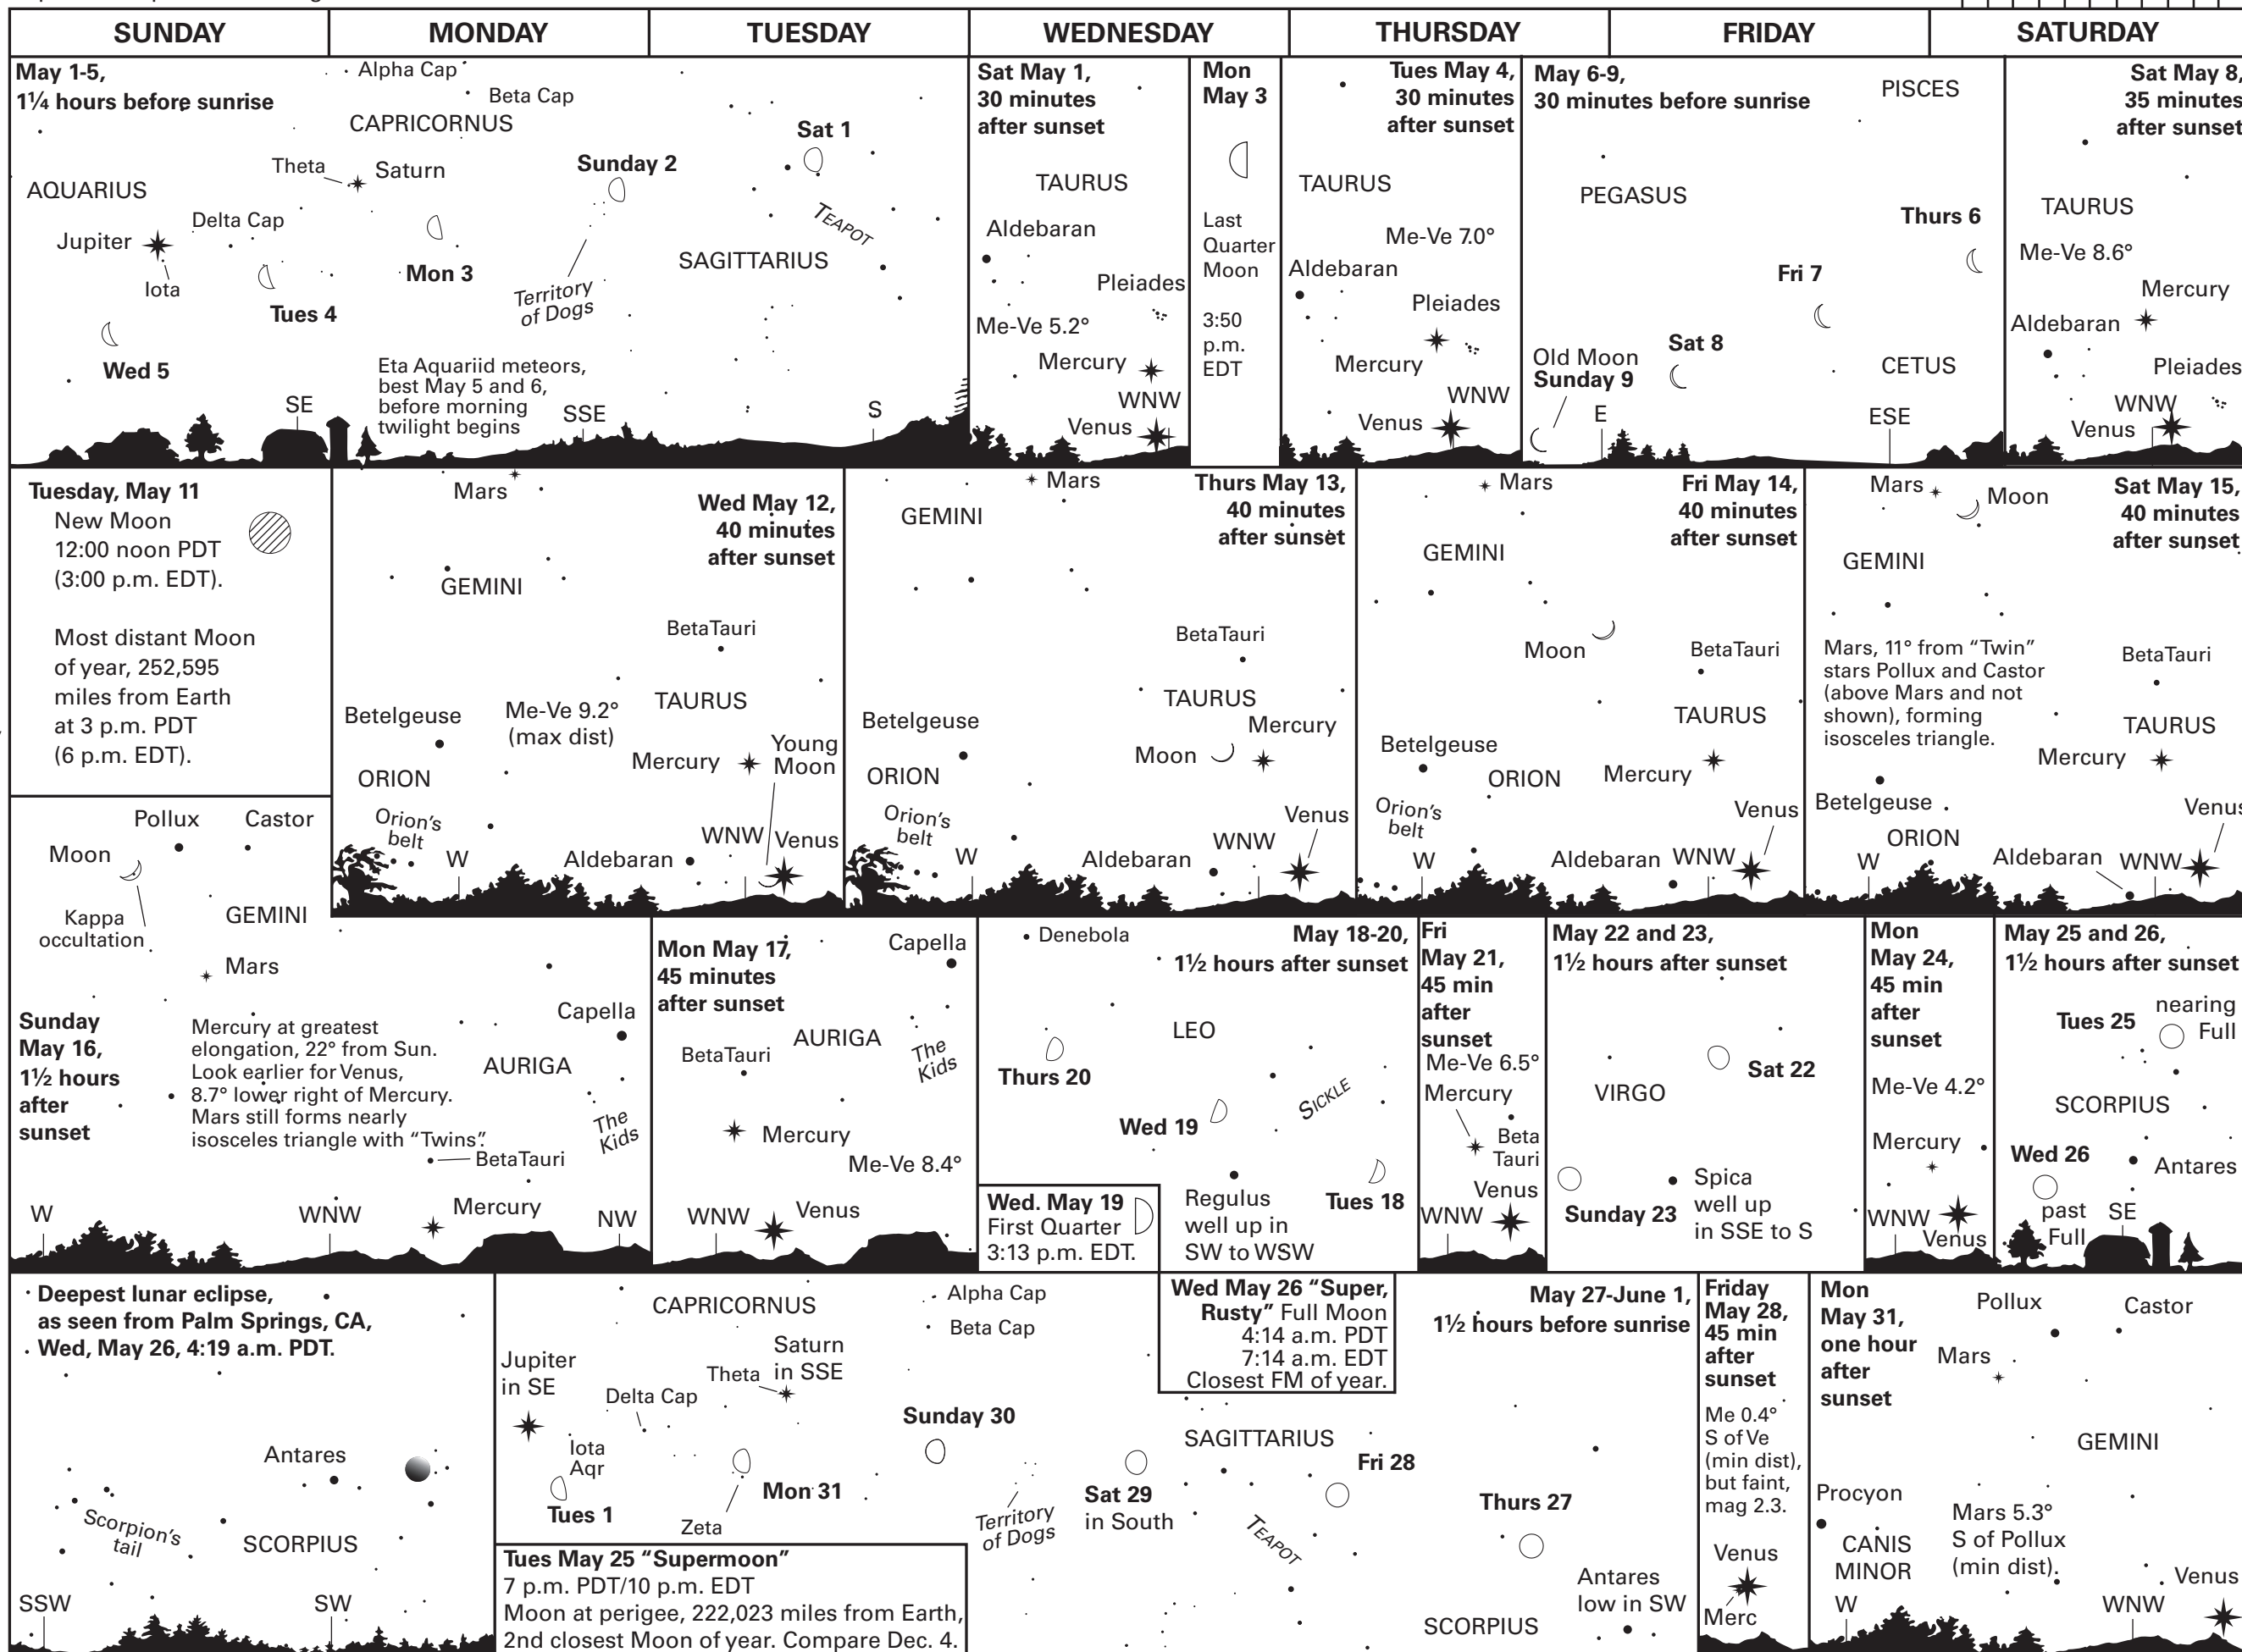 SUNDAY
MONDAY
TUESDAY
WEDNESDAY
THURSDAY
FRIDAY
SATURDAY
May 1-5,
1¼ hours before sunrise
Alpha Cap
Beta Cap
CAPRICORNUS
Theta
Saturn
AQUARIUS
Delta Cap
Jupiter
Iota
Sat 1
Sunday 2
Mon 3
Tues 4
Wed 5
TEAPOT
SAGITTARIUS
Territory
of Dogs
Eta Aquariid meteors,
best May 5 and 6,
before morning
twilight begins
SE
SSE
S
Sat May 1,
30 minutes
after sunset
TAURUS
Aldebaran
Pleiades
Me-Ve 5.2°
Mercury
WNW
Venus
Mon
May 3
Last
Quarter
Moon
3:50
p.m.
EDT
Tues May 4,
30 minutes
after sunset
TAURUS
Me-Ve 7.0°
Aldebaran
Pleiades
Mercury
WNW
Venus
May 6-9,
30 minutes before sunrise
PISCES
PEGASUS
Thurs 6
Fri 7
Sat 8
Old Moon
Sunday 9
CETUS
E
ESE
Sat May 8,
35 minutes
after sunset
TAURUS
Me-Ve 8.6°
Mercury
Aldebaran
Pleiades
WNW
Venus
Tuesday, May 11
New Moon
12:00 noon PDT
(3:00 p.m. EDT).
Most distant Moon
of year, 252,595
miles from Earth
at 3 p.m. PDT
(6 p.m. EDT).
Mars
Wed May 12,
40 minutes
after sunset
GEMINI
Beta Tauri
TAURUS
Betelgeuse
Me-Ve 9.2°
(max dist)
Mercury
Young
Moon
ORION
Orion's
belt
W
Aldebaran
WNW
Venus
Mars
Thurs May 13,
40 minutes
after sunset
GEMINI
Beta Tauri
TAURUS
Betelgeuse
Mercury
Moon
ORION
Orion's
belt
Venus
W
Aldebaran
WNW
Mars
Fri May 14,
40 minutes
after sunset
GEMINI
Moon
Beta Tauri
TAURUS
Betelgeuse
ORION
Mercury
Orion's
belt
Venus
W
Aldebaran
WNW
Mars
Moon
Sat May 15,
40 minutes
after sunset
GEMINI
Mars, 11° from “Twin”
stars Pollux and Castor
(above Mars and not
shown), forming
isosceles triangle.
Beta Tauri
TAURUS
Mercury
Betelgeuse
Venus
ORION
W
Aldebaran
WNW
Pollux
Castor
Moon
Kappa
occultation
GEMINI
Mars
Sunday
May 16,
1½ hours
after
sunset
Mercury at greatest
elongation, 22° from Sun.
Look earlier for Venus,
8.7° lower right of Mercury.
Mars still forms nearly
isosceles triangle with “Twins”.
Capella
AURIGA
The
Kids
Beta Tauri
Mercury
W
WNW
NW
Mon May 17,
45 minutes
after sunset
Capella
AURIGA
Beta Tauri
The
Kids
Mercury
Me-Ve 8.4°
WNW
Venus
Denebola
May 18-20,
1½ hours after sunset
LEO
Thurs 20
SICKLE
Wed 19
Regulus
well up in
SW to WSW
Tues 18
Wed. May 19
First Quarter
3:13 p.m. EDT.
Fri
May 21,
45 min
after
sunset
Me-Ve 6.5°
Mercury
Beta
Tauri
Venus
WNW
May 22 and 23,
1½ hours after sunset
Sat 22
VIRGO
Sunday 23
Spica
well up
in SSE to S
Mon
May 24,
45 min
after
sunset
Me-Ve 4.2°
Mercury
WNW
Venus
May 25 and 26,
1½ hours after sunset
Tues 25
nearing
Full
SCORPIUS
Wed 26
Antares
past
Full
SE
Deepest lunar eclipse,
as seen from Palm Springs, CA,
Wed, May 26, 4:19 a.m. PDT.
Antares
Scorpion's
tail
SCORPIUS
SSW
SW
CAPRICORNUS
Alpha Cap
Beta Cap
Jupiter
in SE
Saturn
in SSE
Theta
Delta Cap
Iota
Aqr
Tues 1
Mon 31
Zeta
Sunday 30
Territory
of Dogs
Sat 29
in South
Tues May 25 “Supermoon”
7 p.m. PDT/10 p.m. EDT
Moon at perigee, 222,023 miles from Earth,
2nd closest Moon of year. Compare Dec. 4.
Wed May 26 “Super,
Rusty” Full Moon
4:14 a.m. PDT
7:14 a.m. EDT
Closest FM of year.
May 27-June 1,
1½ hours before sunrise
SAGITTARIUS
Fri 28
TEAPOT
Thurs 27
Antares
low in SW
SCORPIUS
Friday
May 28,
45 min
after
sunset
Me 0.4°
S of Ve
(min dist),
but faint,
mag 2.3.
Venus
Merc
Mon
May 31,
one hour
after
sunset
Pollux
Castor
Mars
GEMINI
Procyon
CANIS
MINOR
Mars 5.3°
S of Pollux
(min dist).
W
WNW
Venus